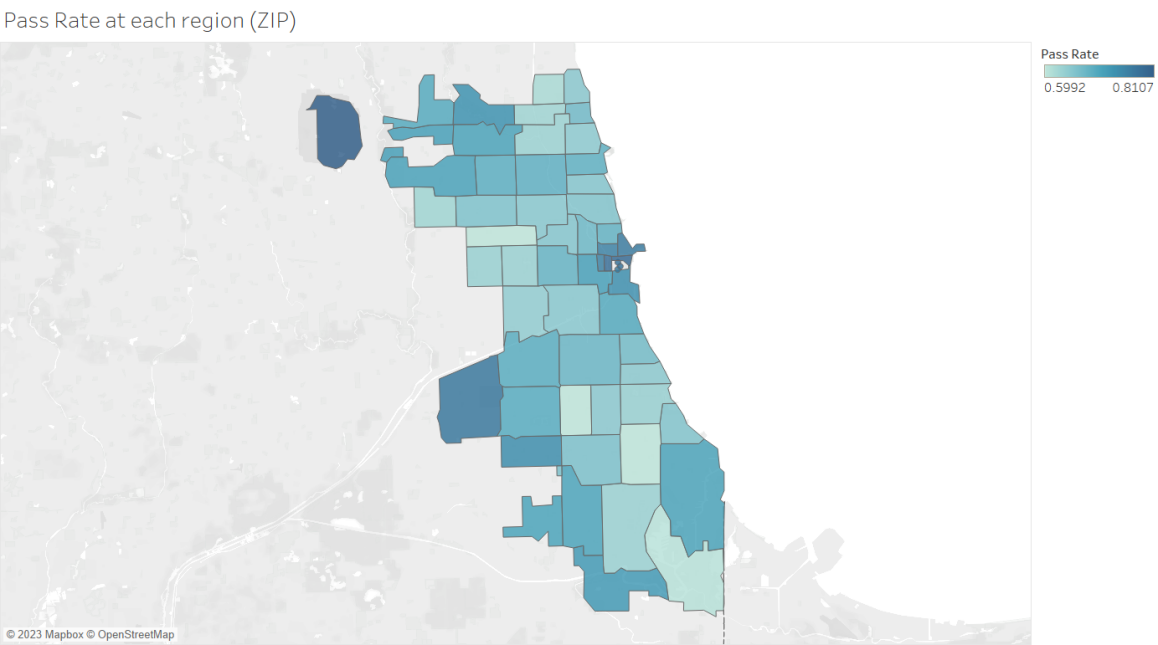 Pass Rate at each region (ZIP)
Pass Rate
0.5992 0.8107
© 2023 Mapbox © OpenStreetMap